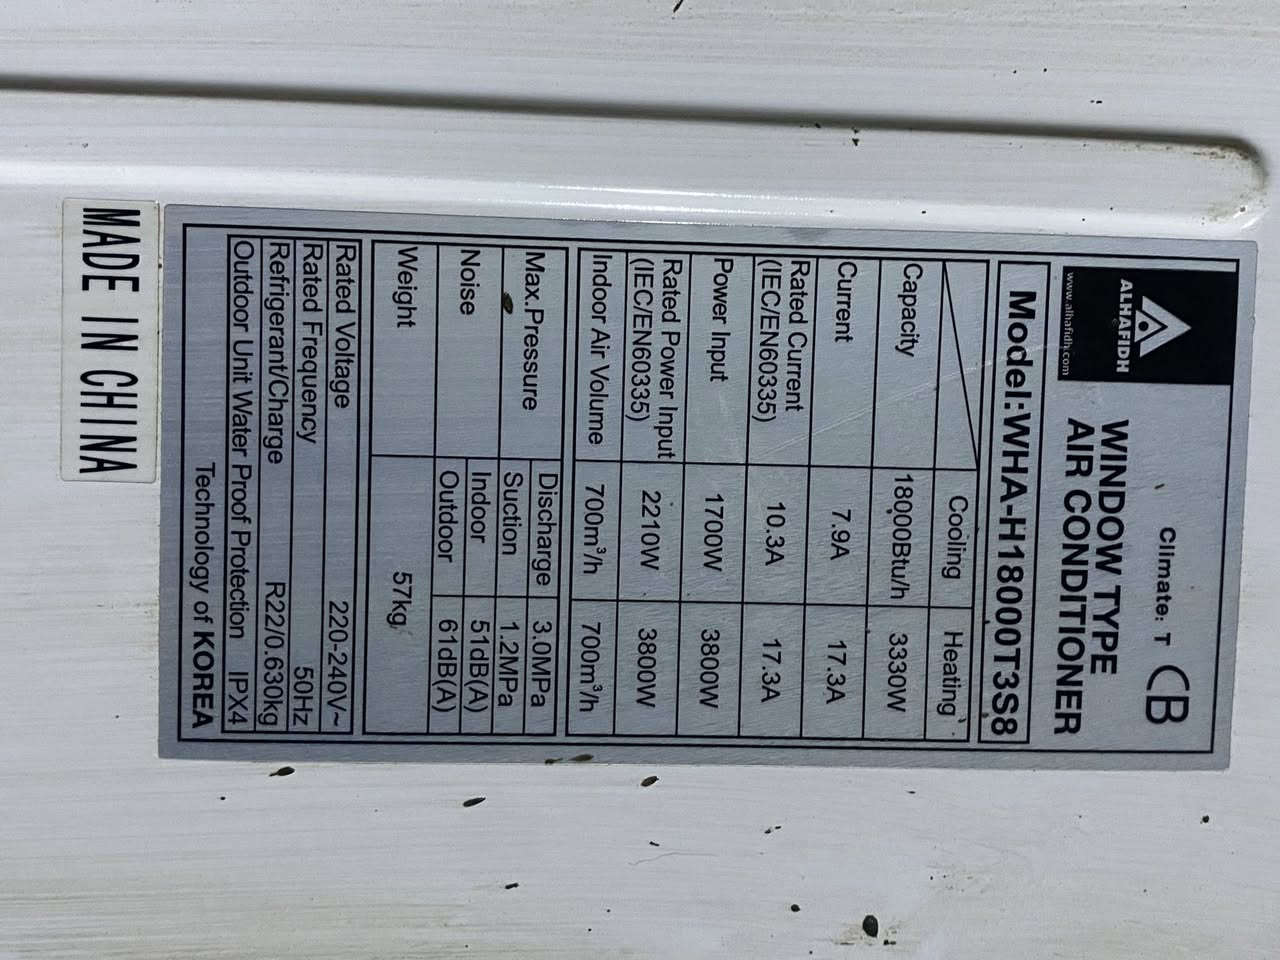 Climate: T CB
ALHAFIDH
www.alhafidh.com
WINDOW TYPE
AIR CONDITIONER
Model:WHA-H18000T3S8
Cooling Heating
Capacity 18000Btu/h 3330W
Current 7.9A 17.3A
Rated Current
(IEC/EN60335) 10.3A 17.3A
Power Input 1700W 3800W
Rated Power Input
(IEC/EN60335) 2210W 3800W
Indoor Air Volume 700m³/h 700m³/h
Max.Pressure Discharge 3.0MPa
Suction 1.2MPa
Noise Indoor 51dB(A)
Outdoor 61dB(A)
Weight 57kg
Rated Voltage 220-240V~
Rated Frequency 50Hz
Refrigerant/Charge R22/0.630kg
Outdoor Unit Water Proof Protection IPX4
Technology of KOREA
MADE IN CHINA